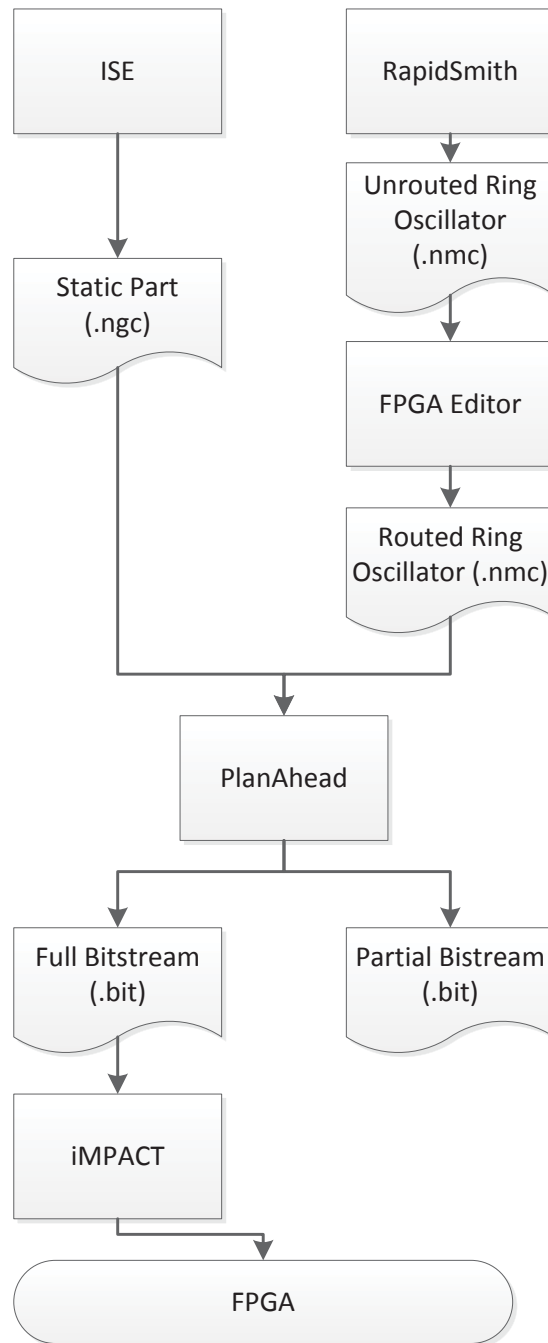 ISE
RapidSmith
Unrouted Ring
Oscillator
(.nmc)
Static Part
(.ngc)
FPGA Editor
Routed Ring
Oscillator (.nmc)
PlanAhead
Full Bitstream
(.bit)
Partial Bistream
(.bit)
iMPACT
FPGA